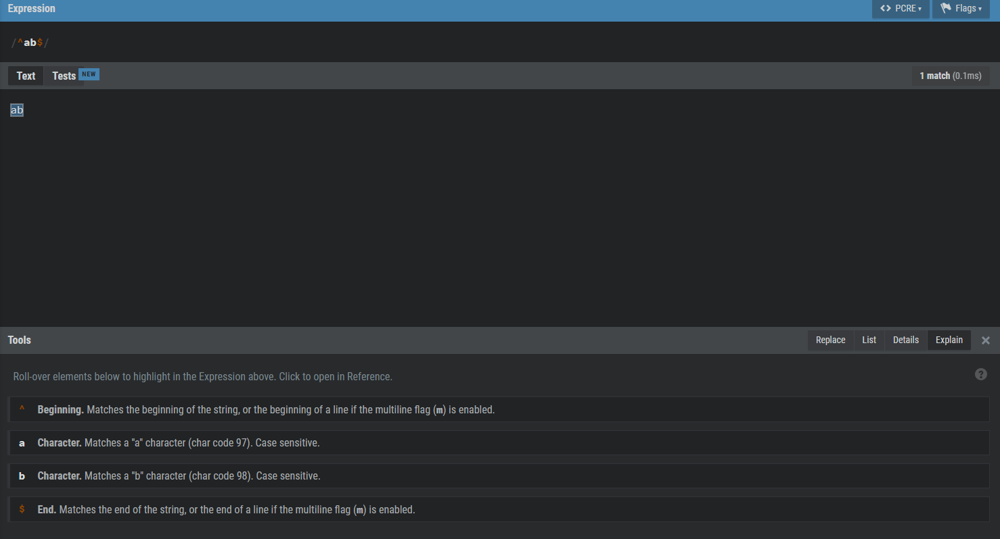 Expression
<> PCRE ▾ Flags ▾
/^ab$/
Text Tests NEW 1 match (0.1ms)
ab
Tools Replace List Details Explain ×
Roll-over elements below to highlight in the Expression above. Click to open in Reference. ?
^ Beginning. Matches the beginning of the string, or the beginning of a line if the multiline flag (m) is enabled.
a Character. Matches a "a" character (char code 97). Case sensitive.
b Character. Matches a "b" character (char code 98). Case sensitive.
$ End. Matches the end of the string, or the end of a line if the multiline flag (m) is enabled.